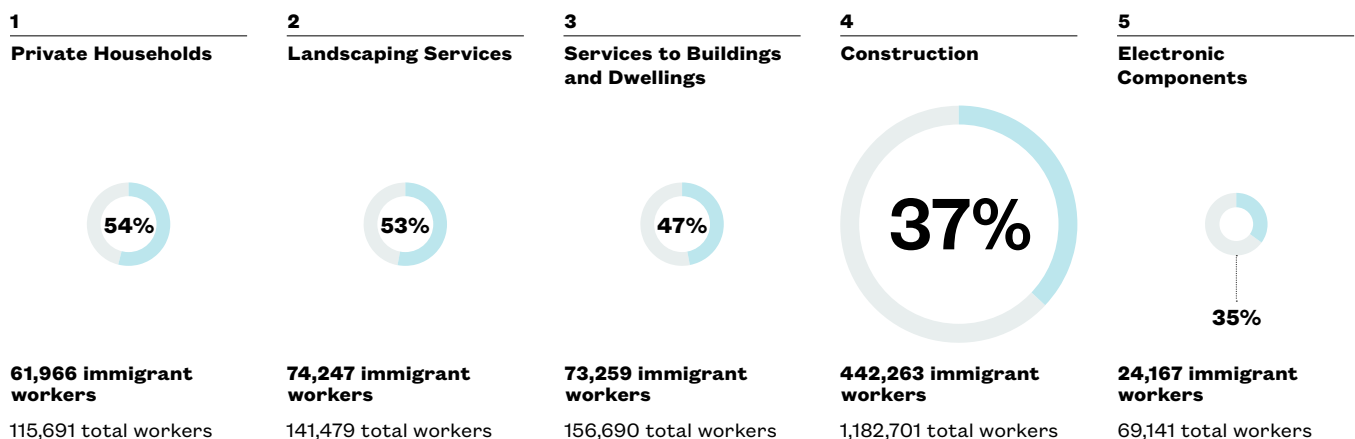 1
Private Households
54%
61,966 immigrant
workers
115,691 total workers
2
Landscaping Services
53%
74,247 immigrant
workers
141,479 total workers
3
Services to Buildings
and Dwellings
47%
73,259 immigrant
workers
156,690 total workers
4
Construction
37%
442,263 immigrant
workers
1,182,701 total workers
5
Electronic
Components
35%
24,167 immigrant
workers
69,141 total workers